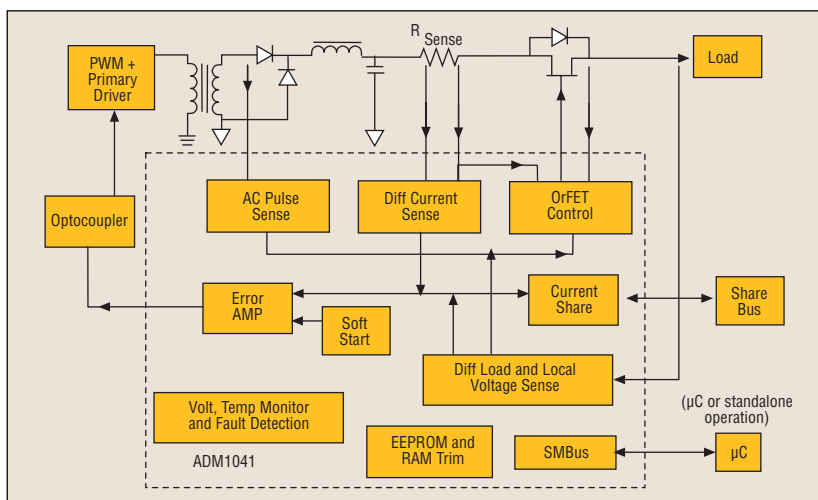 PWM +
Primary
Driver
R Sense
Load
Optocoupler
AC Pulse
Sense
Diff Current
Sense
OrFET
Control
Error
AMP
Soft
Start
Current
Share
Share
Bus
Diff Load and Local
Voltage Sense
Volt, Temp Monitor
and Fault Detection
EEPROM and
RAM Trim
SMBus
(µC or standalone
operation)
µC
ADM1041